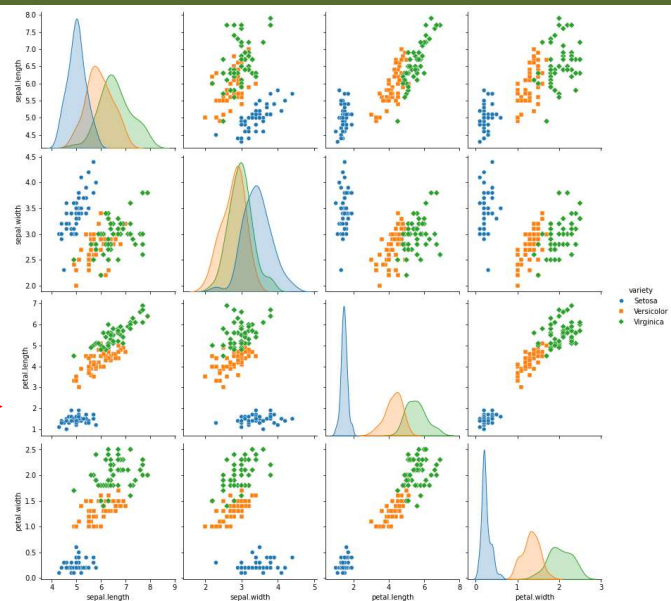 8.0
7.5
7.0
6.5
6.0
5.5
5.0
4.5
sepal.length
4.5
4.0
3.5
3.0
2.5
2.0
sepal.width
variety
Setosa
Versicolor
Virginica
7
6
5
4
3
2
1
petal.length
2.5
2.0
1.5
1.0
0.5
0.0
petal.width
4 5 6 7 8 9
sepal.length
2 3 4 5
sepal.width
2 4 6 8
petal.length
0 1 2 3
petal.width